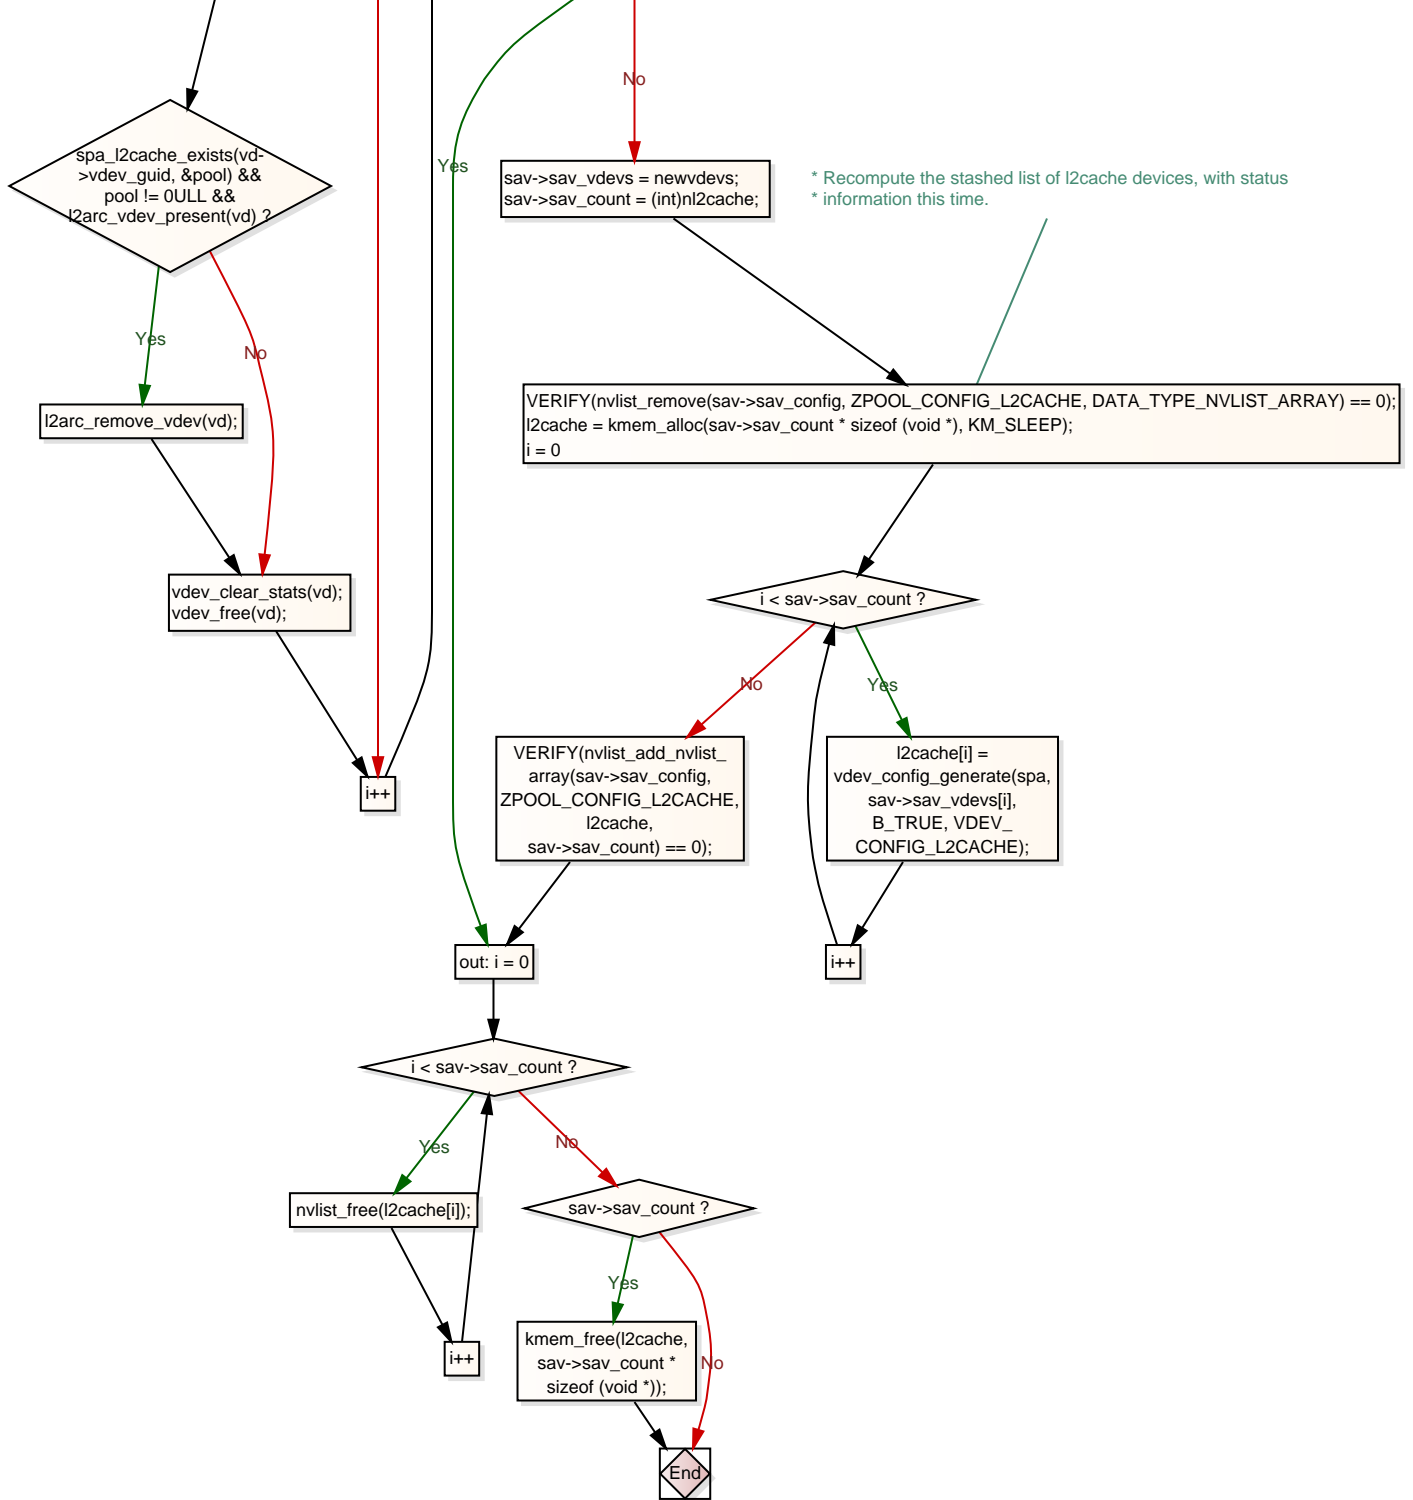 No
Yes
spa_l2cache_exists(vd-
>vdev_guid, &pool) &&
pool != 0ULL &&
l2arc_vdev_present(vd) ?
sav->sav_vdevs = newvdevs;
sav->sav_count = (int)nl2cache;
* Recompute the stashed list of l2cache devices, with status
* information this time.
Yes
No
l2arc_remove_vdev(vd);
VERIFY(nvlist_remove(sav->sav_config, ZPOOL_CONFIG_L2CACHE, DATA_TYPE_NVLIST_ARRAY) == 0);
l2cache = kmem_alloc(sav->sav_count * sizeof (void *), KM_SLEEP);
i = 0
vdev_clear_stats(vd);
vdev_free(vd);
i < sav->sav_count ?
No
Yes
i++
VERIFY(nvlist_add_nvlist_
array(sav->sav_config,
ZPOOL_CONFIG_L2CACHE,
l2cache,
sav->sav_count) == 0);
l2cache[i] =
vdev_config_generate(spa,
sav->sav_vdevs[i],
B_TRUE, VDEV_
CONFIG_L2CACHE);
out: i = 0
i++
i < sav->sav_count ?
Yes
No
nvlist_free(l2cache[i]);
sav->sav_count ?
Yes
i++
kmem_free(l2cache,
sav->sav_count *
sizeof (void *));
No
End